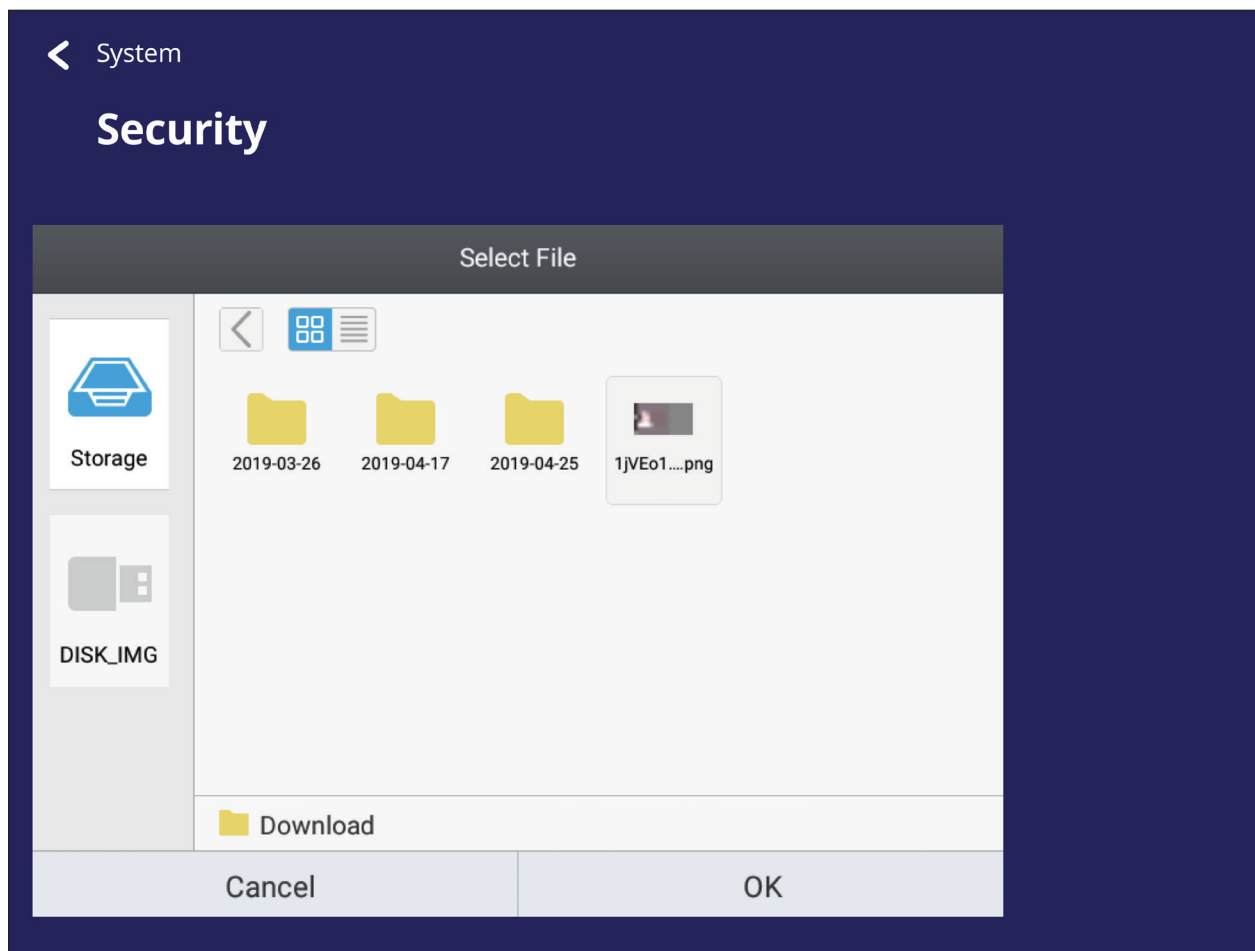 System
Security
Select File
Storage
2019-03-26 2019-04-17 2019-04-25 1jVEo1....png
DISK_IMG
Download
Cancel OK